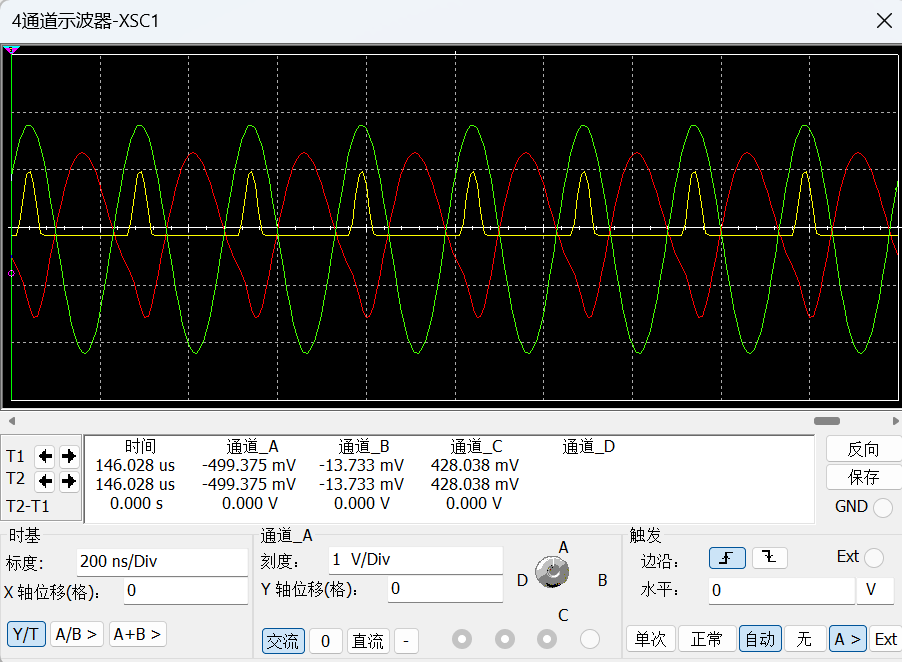 4通道示波器-XSC1
时间 通道_A 通道_B 通道_C 通道_D
T1 146.028 us -499.375 mV -13.733 mV 428.038 mV
T2 146.028 us -499.375 mV -13.733 mV 428.038 mV
T2-T1 0.000 s 0.000 V 0.000 V 0.000 V
反向
保存
GND
时基
标度: 200 ns/Div
X 轴位移(格): 0
Y/T A/B > A+B >
通道_A
刻度: 1 V/Div
Y 轴位移(格): 0
交流 0 直流 -
A
D B
C
触发
边沿: Ext
水平: 0 V
单次 正常 自动 无 A > Ext